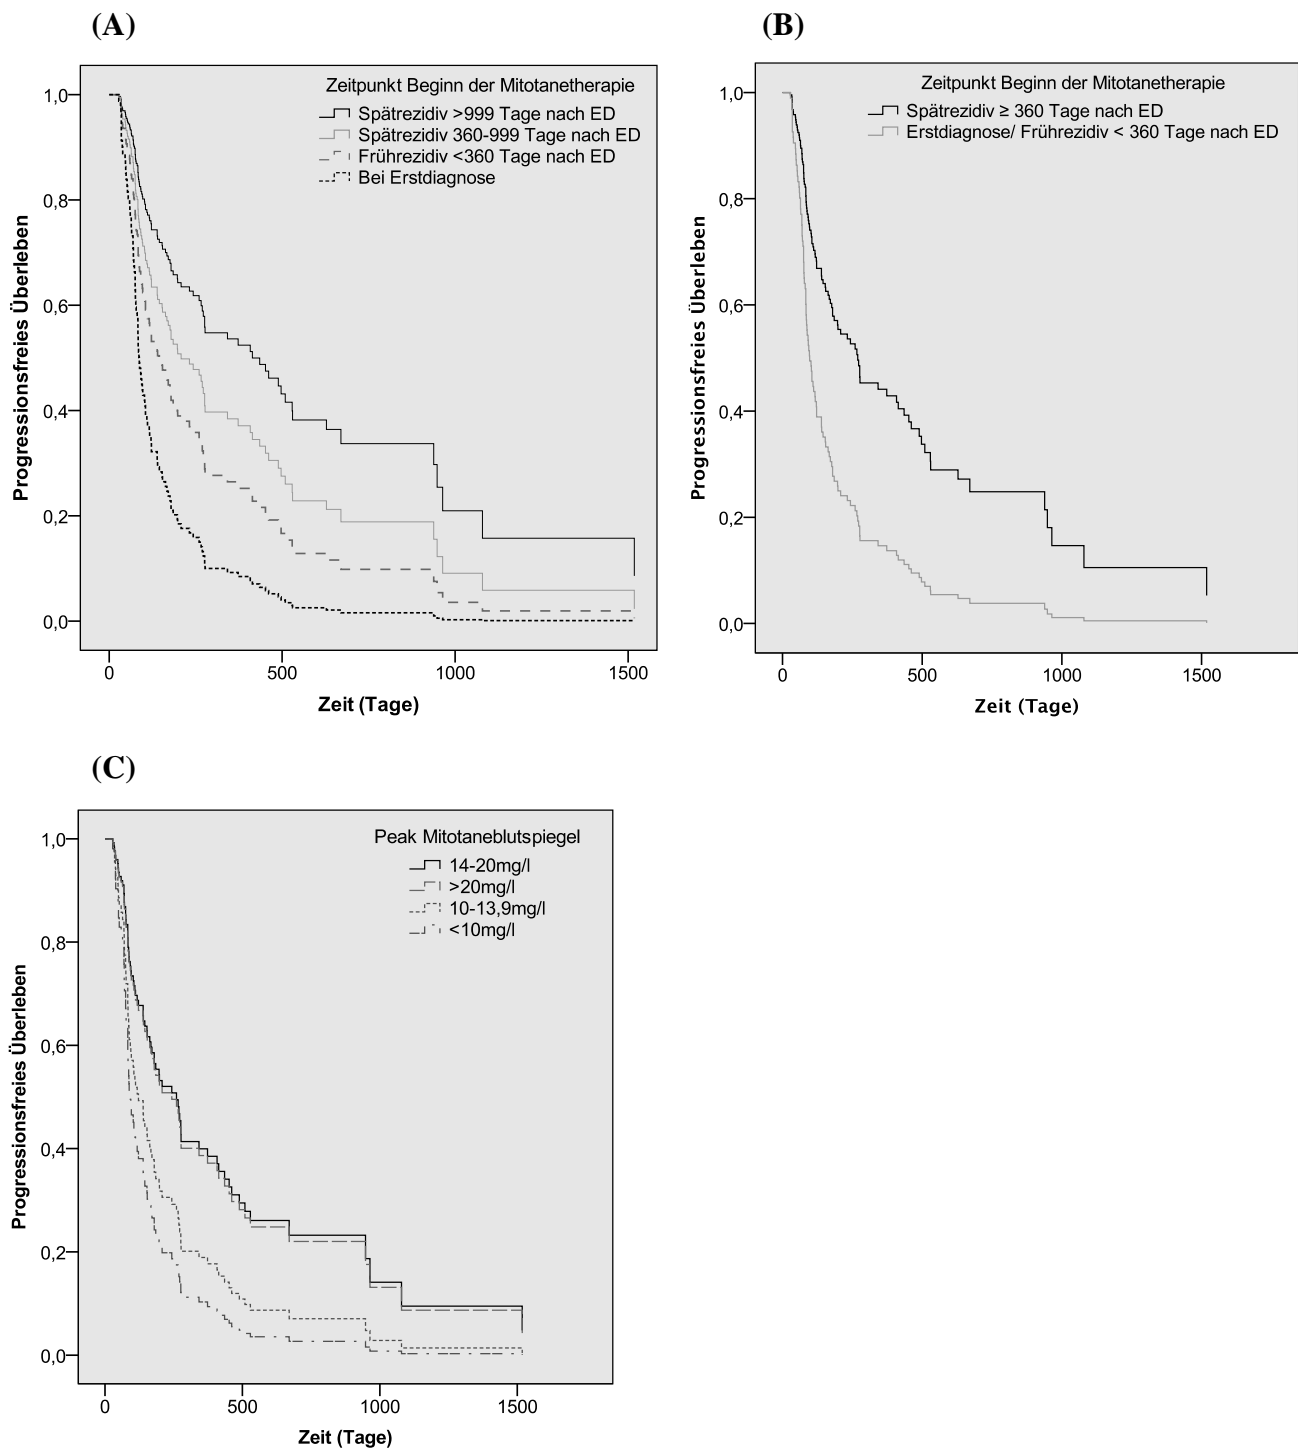 (A)
Zeitpunkt Beginn der Mitotanetherapie
Spätrezidiv >999 Tage nach ED
Spätrezidiv 360-999 Tage nach ED
Frührezidiv <360 Tage nach ED
Bei Erstdiagnose
Progressionsfreies Überleben
1,0
0,8
0,6
0,4
0,2
0,0
0
500
1000
1500
Zeit (Tage)
(B)
Zeitpunkt Beginn der Mitotanetherapie
Spätrezidiv ≥ 360 Tage nach ED
Erstdiagnose/ Frührezidiv < 360 Tage nach ED
Progressionsfreies Überleben
1,0
0,8
0,6
0,4
0,2
0,0
0
500
1000
1500
Zeit (Tage)
(C)
Peak Mitotaneblutspiegel
14-20mg/l
>20mg/l
10-13,9mg/l
<10mg/l
Progressionsfreies Überleben
1,0
0,8
0,6
0,4
0,2
0,0
0
500
1000
1500
Zeit (Tage)